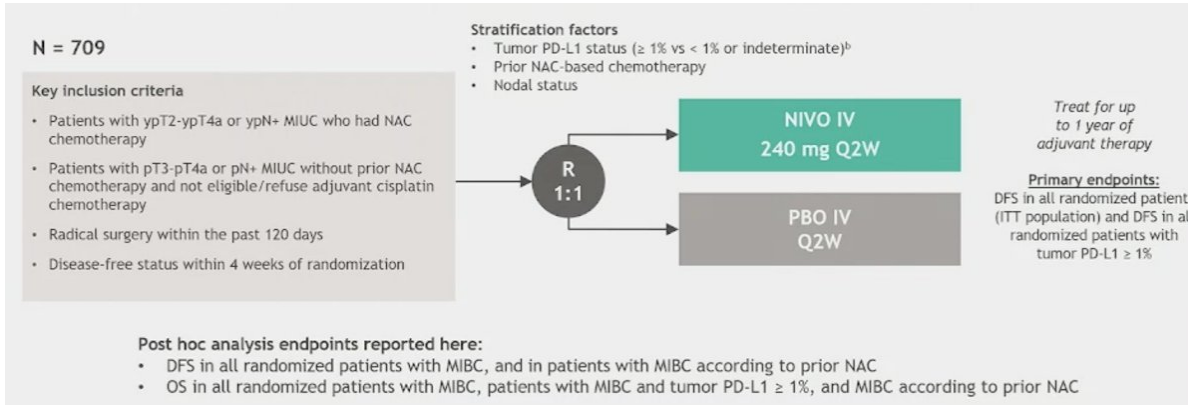 N = 709
Key inclusion criteria
• Patients with ypT2-ypT4a or ypN+ MIUC who had NAC
chemotherapy
• Patients with pT3-pT4a or pN+ MIUC without prior NAC
chemotherapy and not eligible/refuse adjuvant cisplatin
chemotherapy
• Radical surgery within the past 120 days
• Disease-free status within 4 weeks of randomization
Stratification factors
• Tumor PD-L1 status (≥ 1% vs < 1% or indeterminate)ᵇ
• Prior NAC-based chemotherapy
• Nodal status
R
1:1
NIVO IV
240 mg Q2W
PBO IV
Q2W
Treat for up
to 1 year of
adjuvant therapy
Primary endpoints:
DFS in all randomized patient
(ITT population) and DFS in al
randomized patients with
tumor PD-L1 ≥ 1%
Post hoc analysis endpoints reported here:
• DFS in all randomized patients with MIBC, and in patients with MIBC according to prior NAC
• OS in all randomized patients with MIBC, patients with MIBC and tumor PD-L1 ≥ 1%, and MIBC according to prior NAC